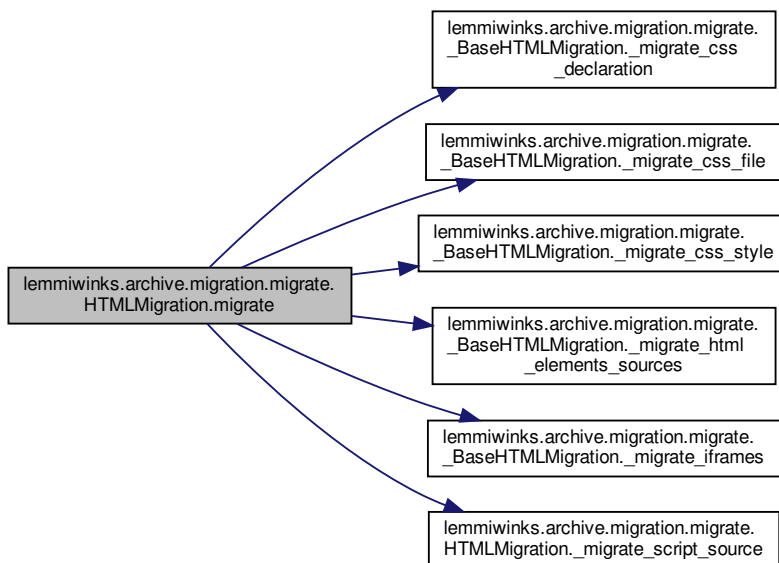 lemmiwinks.archive.migration.migrate.
_BaseHTMLMigration._migrate_css
_declaration
lemmiwinks.archive.migration.migrate.
_BaseHTMLMigration._migrate_css_file
lemmiwinks.archive.migration.migrate.
_BaseHTMLMigration._migrate_css_style
lemmiwinks.archive.migration.migrate.
HTMLMigration.migrate
lemmiwinks.archive.migration.migrate.
_BaseHTMLMigration._migrate_html
_elements_sources
lemmiwinks.archive.migration.migrate.
_BaseHTMLMigration._migrate_iframes
lemmiwinks.archive.migration.migrate.
HTMLMigration._migrate_script_source